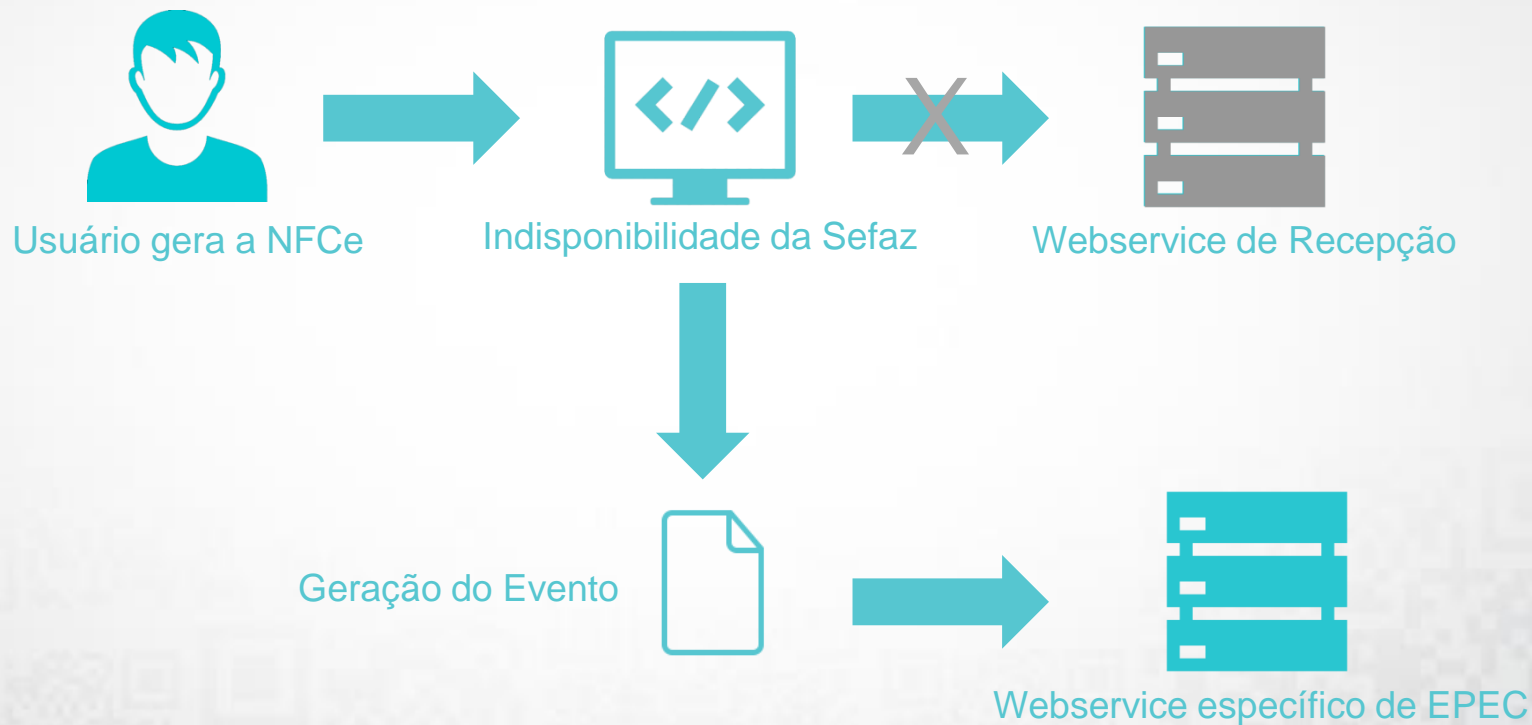 </>
X
Usuário gera a NFCe
Indisponibilidade da Sefaz
Webservice de Recepção
Geração do Evento
Webservice específico de EPEC